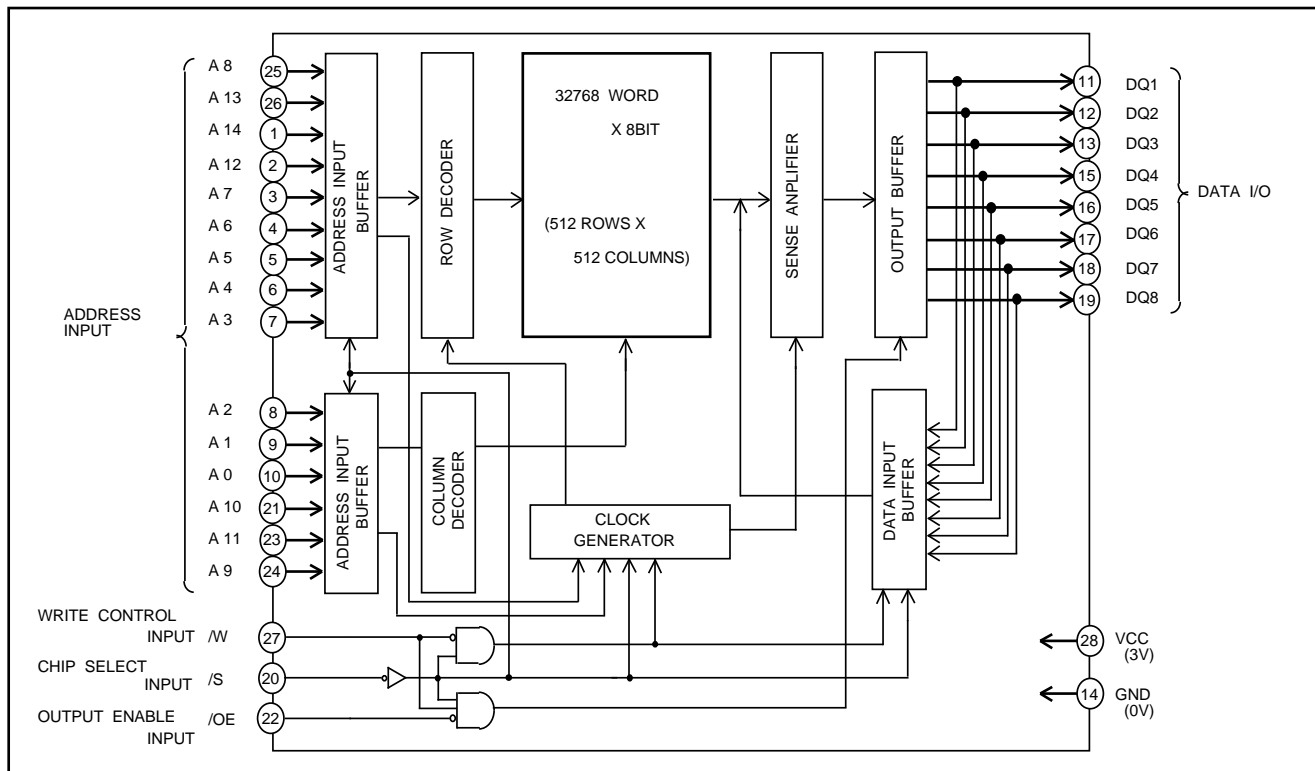 A 8
25
A 13
26
A 14
1
A 12
2
A 7
3
A 6
4
A 5
5
A 4
6
A 3
7
ADDRESS
INPUT
A 2
8
A 1
9
A 0
10
A 10
21
A 11
23
A 9
24
WRITE CONTROL
INPUT /W
27
CHIP SELECT
INPUT /S
20
OUTPUT ENABLE
INPUT /OE
22
ADDRESS INPUT
BUFFER
ROW DECODER
32768 WORD
X 8BIT
(512 ROWS X
512 COLUMNS)
SENSE ANPLIFIER
OUTPUT BUFFER
ADDRESS INPUT
BUFFER
COLUMN
DECODER
CLOCK
GENERATOR
DATA INPUT
BUFFER
11
DQ1
12
DQ2
13
DQ3
15
DQ4
16
DQ5
17
DQ6
18
DQ7
19
DQ8
DATA I/O
28
VCC
(3V)
14
GND
(0V)